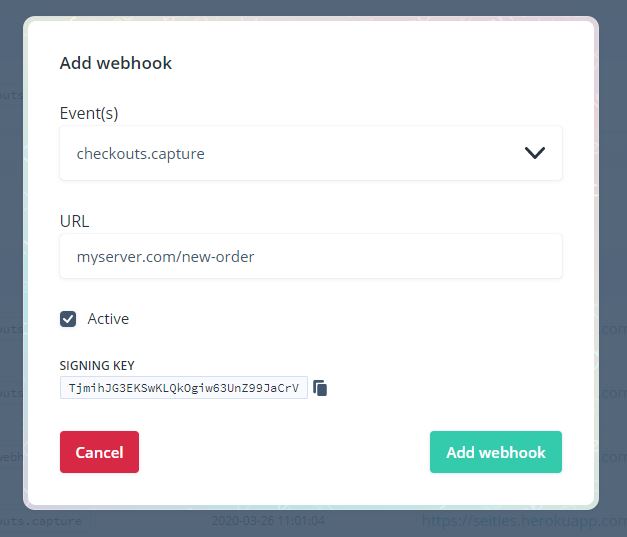 Add webhook
Event(s)
checkouts.capture
URL
myserver.com/new-order
Active
SIGNING KEY
TjmihJG3EKSwKLQkOgiw63UnZ99JaCrV
Cancel
Add webhook
outs.capture 2020-03-26 11:01:04 https://seitles.herokuapp.com